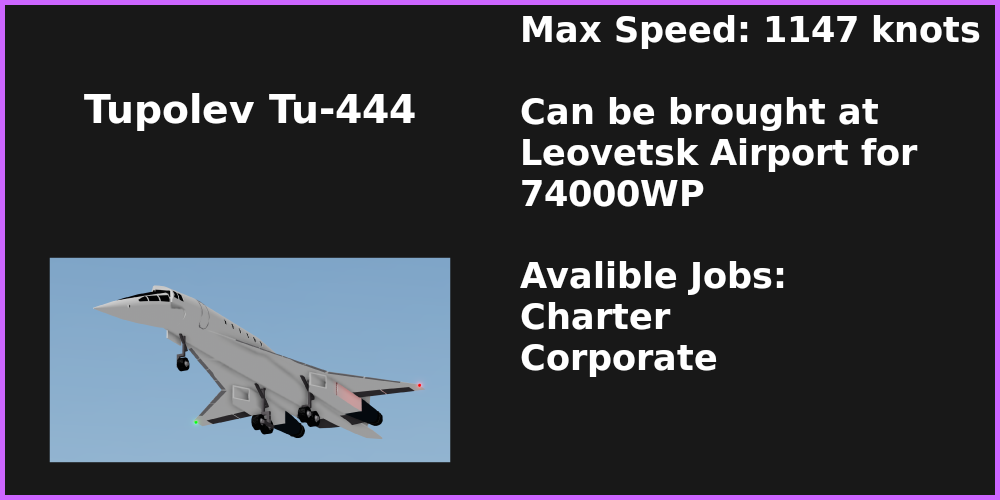 Tupolev Tu-444
Max Speed: 1147 knots
Can be brought at
Leovetsk Airport for
74000WP
Avalible Jobs:
Charter
Corporate